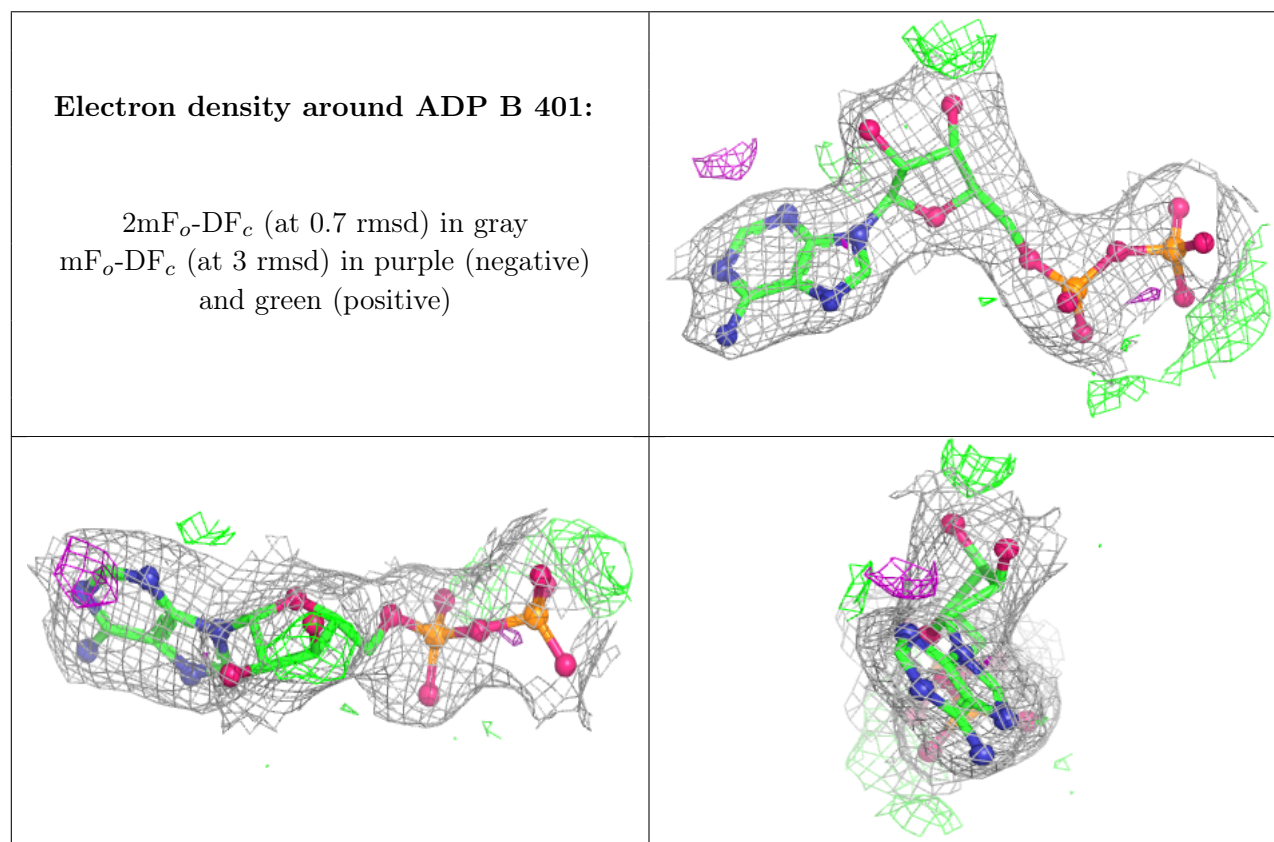 Electron density around ADP B 401:
2mFo-DFc (at 0.7 rmsd) in gray
mFo-DFc (at 3 rmsd) in purple (negative)
and green (positive)